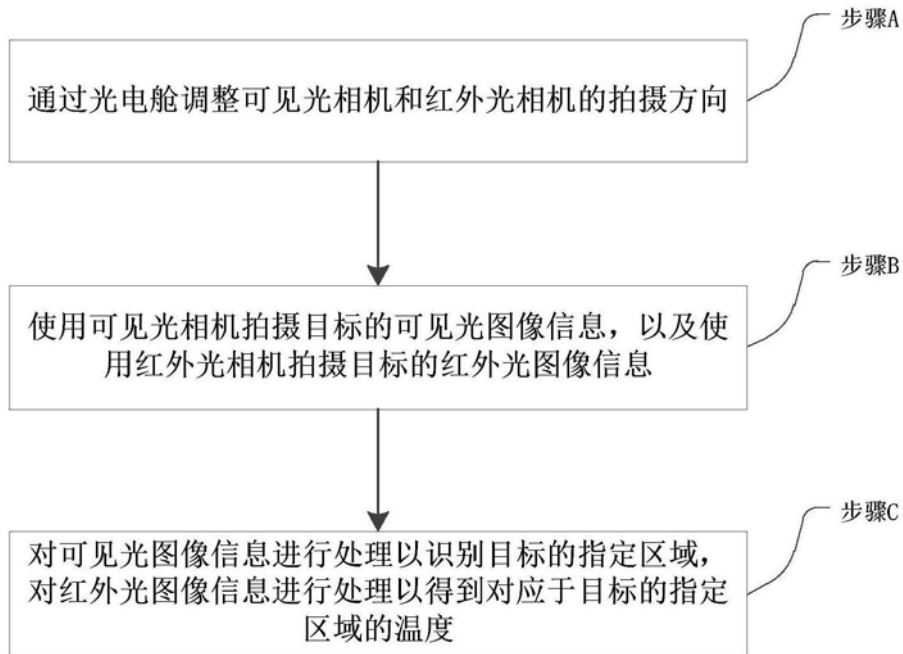 步骤A
通过光电舱调整可见光相机和红外光相机的拍摄方向
步骤B
使用可见光相机拍摄目标的可见光图像信息，以及使
用红外光相机拍摄目标的红外光图像信息
步骤C
对可见光图像信息进行处理以识别目标的指定区域，
对红外光图像信息进行处理以得到对应于目标的指定
区域的温度